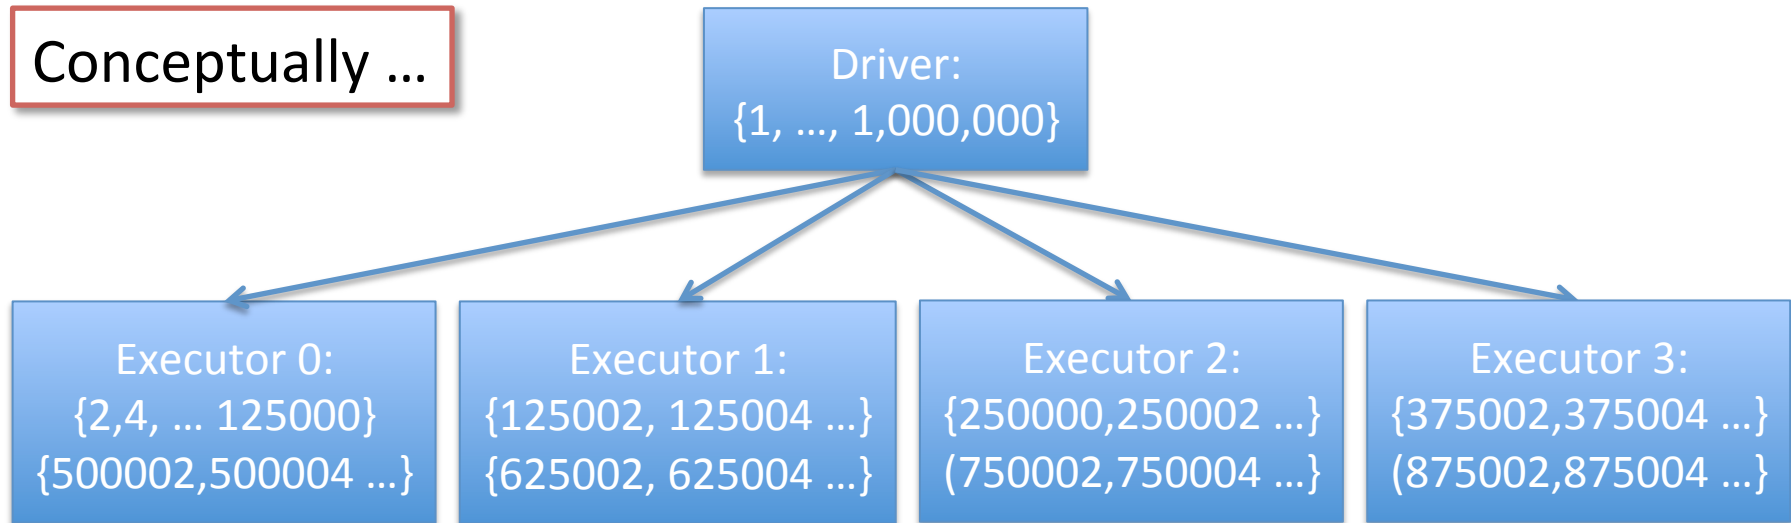 Conceptually …
Driver:
{1, …, 1,000,000}
Executor 0:
{2,4, … 125000}
{500002,500004 …}
Executor 1:
{125002, 125004 …}
{625002, 625004 …}
Executor 2:
{250000,250002 …}
(750002,750004 …}
Executor 3:
{375002,375004 …}
(875002,875004 …}